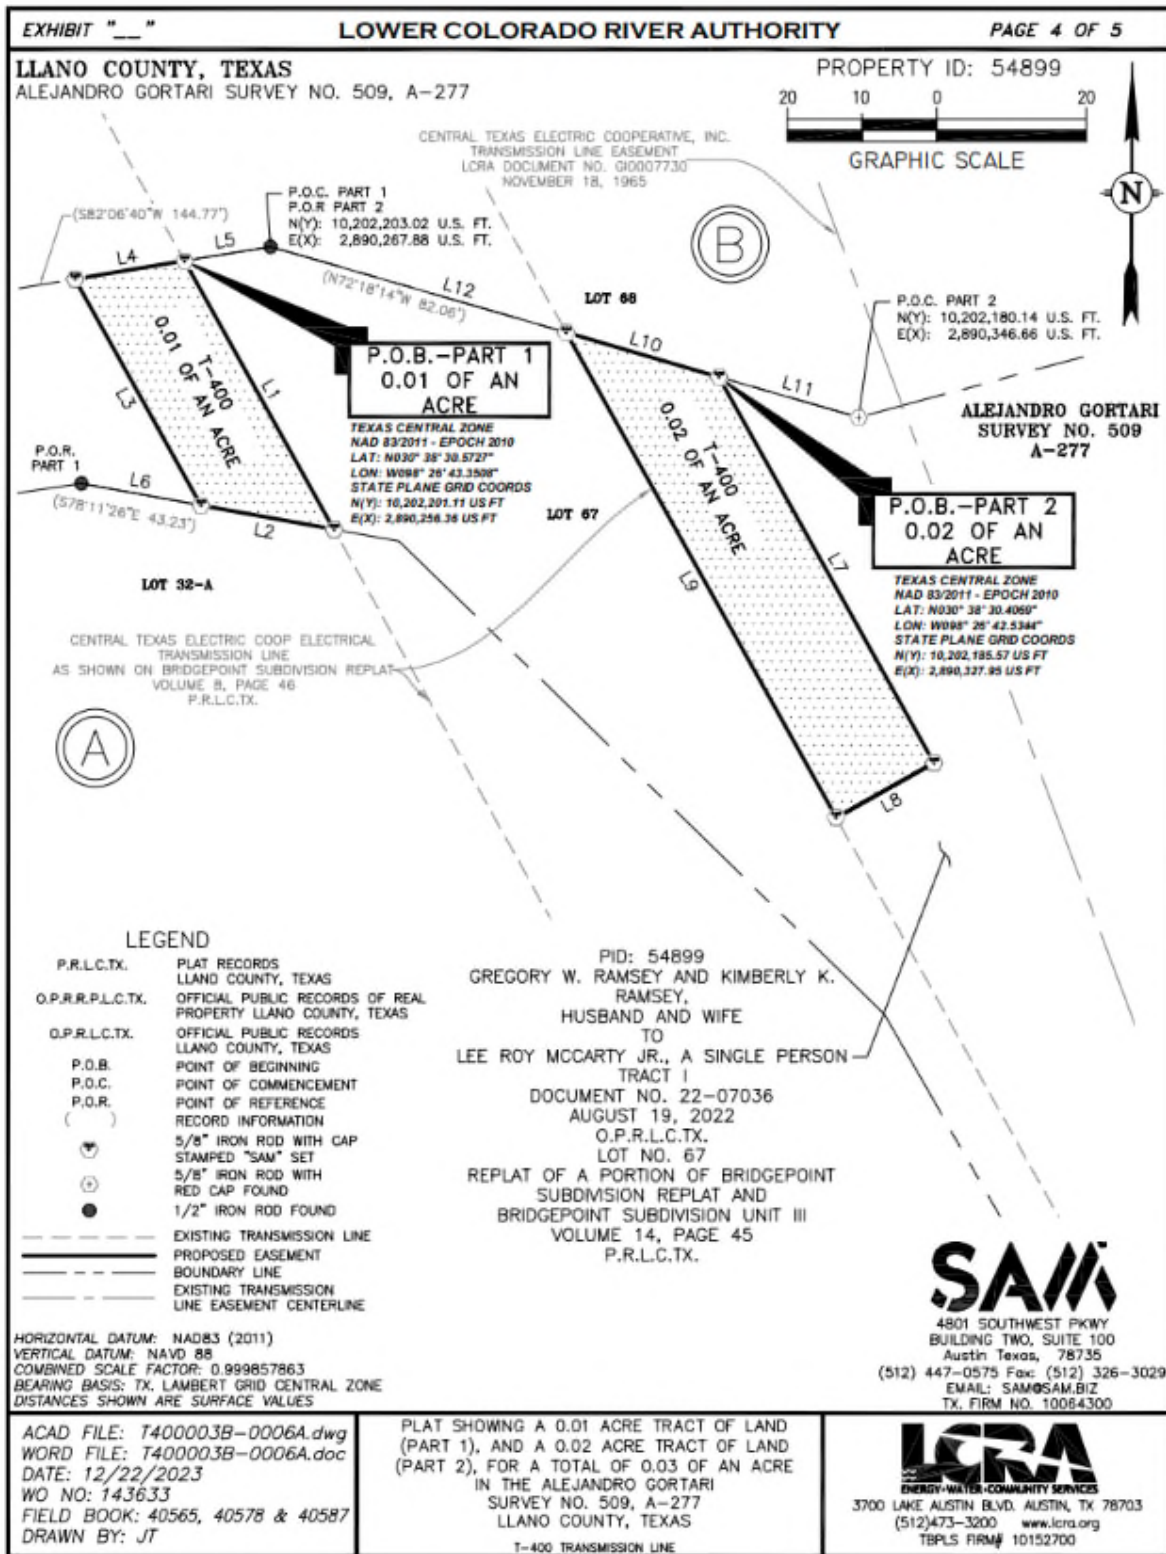 EXHIBIT "__"
LOWER COLORADO RIVER AUTHORITY
PAGE 4 OF 5
LLANO COUNTY, TEXAS
ALEJANDRO GORTARI SURVEY NO. 509, A-277
PROPERTY ID: 54899
20 10 0 20
GRAPHIC SCALE
N
CENTRAL TEXAS ELECTRIC COOPERATIVE, INC.
TRANSMISSION LINE EASEMENT
LCRA DOCUMENT NO. GI0007730
NOVEMBER 18, 1965
B
(S82°06'40"W 144.77')
P.O.C. PART 1
P.O.R PART 2
N(Y): 10,202,203.02 U.S. FT.
E(X): 2,890,267.88 U.S. FT.
L4
L5
L12
(N72°18'14"W 82.06')
LOT 68
L10
L11
P.O.C. PART 2
N(Y): 10,202,180.14 U.S. FT.
E(X): 2,890,346.66 U.S. FT.
ALEJANDRO GORTARI
SURVEY NO. 509
A-277
T-400
0.01 OF AN ACRE
L1
L3
P.O.B.-PART 1
0.01 OF AN
ACRE
TEXAS CENTRAL ZONE
NAD 83/2011 - EPOCH 2010
LAT: N030° 38' 30.5727"
LON: W098° 26' 43.3508"
STATE PLANE GRID COORDS
N(Y): 10,202,201.11 US FT
E(X): 2,890,256.36 US FT
P.O.R.
PART 1
L6
(S78°11'26"E 43.23')
L2
LOT 67
T-400
0.02 OF AN ACRE
L7
L9
P.O.B.-PART 2
0.02 OF AN
ACRE
TEXAS CENTRAL ZONE
NAD 83/2011 - EPOCH 2010
LAT: N030° 38' 30.4069"
LON: W098° 26' 42.5344"
STATE PLANE GRID COORDS
N(Y): 10,202,185.57 US FT
E(X): 2,890,327.95 US FT
LOT 32-A
CENTRAL TEXAS ELECTRIC COOP ELECTRICAL
TRANSMISSION LINE
AS SHOWN ON BRIDGEPOINT SUBDIVISION REPLAT
VOLUME 8, PAGE 46
P.R.L.C.TX.
A
L8
LEGEND
P.R.L.C.TX. PLAT RECORDS
LLANO COUNTY, TEXAS
O.P.R.R.P.L.C.TX. OFFICIAL PUBLIC RECORDS OF REAL
PROPERTY LLANO COUNTY, TEXAS
O.P.R.L.C.TX. OFFICIAL PUBLIC RECORDS
LLANO COUNTY, TEXAS
P.O.B. POINT OF BEGINNING
P.O.C. POINT OF COMMENCEMENT
P.O.R. POINT OF REFERENCE
( ) RECORD INFORMATION
5/8" IRON ROD WITH CAP
STAMPED "SAM" SET
5/8" IRON ROD WITH
RED CAP FOUND
1/2" IRON ROD FOUND
EXISTING TRANSMISSION LINE
PROPOSED EASEMENT
BOUNDARY LINE
EXISTING TRANSMISSION
LINE EASEMENT CENTERLINE
PID: 54899
GREGORY W. RAMSEY AND KIMBERLY K.
RAMSEY,
HUSBAND AND WIFE
TO
LEE ROY MCCARTY JR., A SINGLE PERSON
TRACT I
DOCUMENT NO. 22-07036
AUGUST 19, 2022
O.P.R.L.C.TX.
LOT NO. 67
REPLAT OF A PORTION OF BRIDGEPOINT
SUBDIVISION REPLAT AND
BRIDGEPOINT SUBDIVISION UNIT III
VOLUME 14, PAGE 45
P.R.L.C.TX.
HORIZONTAL DATUM: NAD83 (2011)
VERTICAL DATUM: NAVD 88
COMBINED SCALE FACTOR: 0.999857863
BEARING BASIS: TX. LAMBERT GRID CENTRAL ZONE
DISTANCES SHOWN ARE SURFACE VALUES
SAM
4801 SOUTHWEST PKWY
BUILDING TWO, SUITE 100
Austin Texas, 78735
(512) 447-0575 Fax: (512) 326-3029
EMAIL: SAM@SAM.BIZ
TX. FIRM NO. 10064300
ACAD FILE: T400003B-0006A.dwg
WORD FILE: T400003B-0006A.doc
DATE: 12/22/2023
WO NO: 143633
FIELD BOOK: 40565, 40578 & 40587
DRAWN BY: JT
PLAT SHOWNG A 0.01 ACRE TRACT OF LAND
(PART 1), AND A 0.02 ACRE TRACT OF LAND
(PART 2), FOR A TOTAL OF 0.03 OF AN ACRE
IN THE ALEJANDRO GORTARI
SURVEY NO. 509, A-277
LLANO COUNTY, TEXAS
T-400 TRANSMISSION LINE
LCRA
ENERGY•WATER•COMMUNITY SERVICES
3700 LAKE AUSTIN BLVD. AUSTIN, TX 78703
(512)473-3200 www.lcra.org
TBPLS FIRM# 10152700